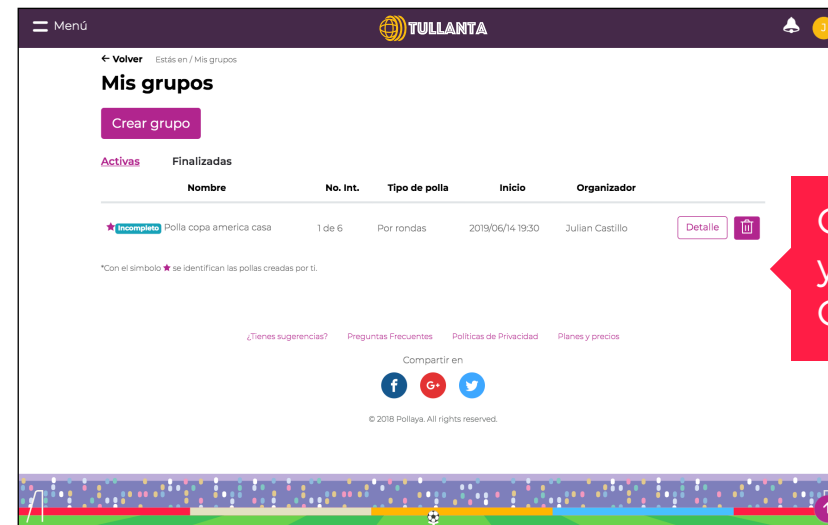 Menú
TULLANTA
J
← Volver Estás en / Mis grupos
Mis grupos
Crear grupo
Activas Finalizadas
Nombre No. Int. Tipo de polla Inicio Organizador
★ Incompleto Polla copa america casa 1 de 6 Por rondas 2019/06/14 19:30 Julian Castillo Detalle
*Con el simbolo ★ se identifican las pollas creadas por ti.
¿Tienes sugerencias? Preguntas Frecuentes Políticas de Privacidad Planes y precios
Compartir en
f G+
© 2018 Pollaya. All rights reserved.